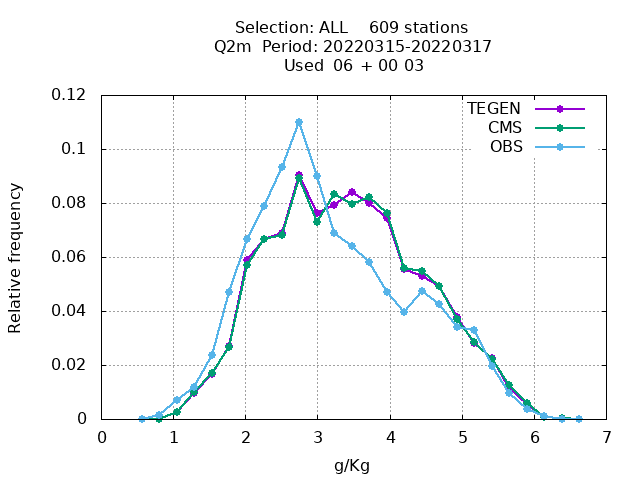 Selection: ALL    609 stations
Q2m  Period: 20220315-20220317
Used  06 + 00 03
TEGEN
CMS
OBS
Relative frequency
0.12
0.1
0.08
0.06
0.04
0.02
0
0 1 2 3 4 5 6 7
g/Kg